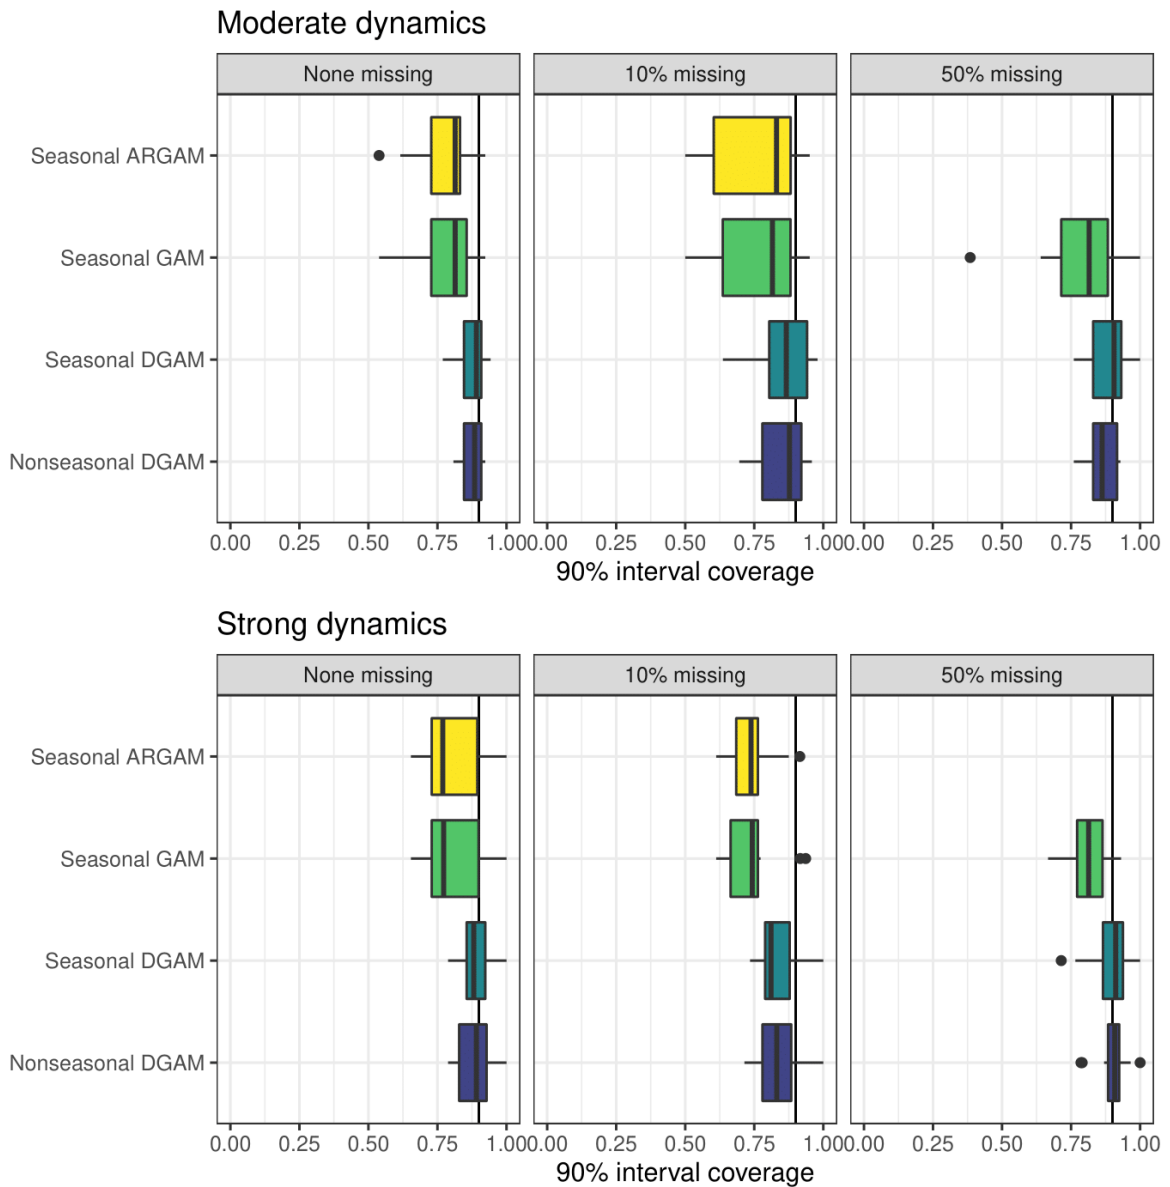 Moderate dynamics
None missing 10% missing 50% missing
Seasonal ARGAM
Seasonal GAM
Seasonal DGAM
Nonseasonal DGAM
0.00 0.25 0.50 0.75 1.00 0.00 0.25 0.50 0.75 1.00 0.00 0.25 0.50 0.75 1.00
90% interval coverage
Strong dynamics
None missing 10% missing 50% missing
Seasonal ARGAM
Seasonal GAM
Seasonal DGAM
Nonseasonal DGAM
0.00 0.25 0.50 0.75 1.00 0.00 0.25 0.50 0.75 1.00 0.00 0.25 0.50 0.75 1.00
90% interval coverage